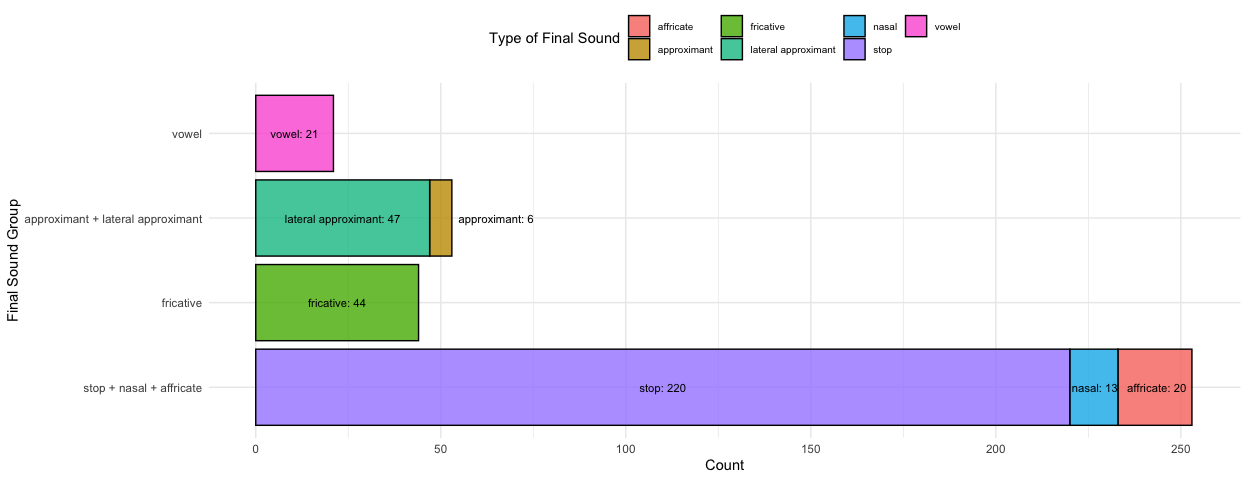 Type of Final Sound
affricate
fricative
nasal
vowel
approximant
lateral approximant
stop
Final Sound Group
vowel
vowel: 21
approximant + lateral approximant
lateral approximant: 47
approximant: 6
fricative
fricative: 44
stop + nasal + affricate
stop: 220
nasal: 13
affricate: 20
0
50
100
150
200
250
Count